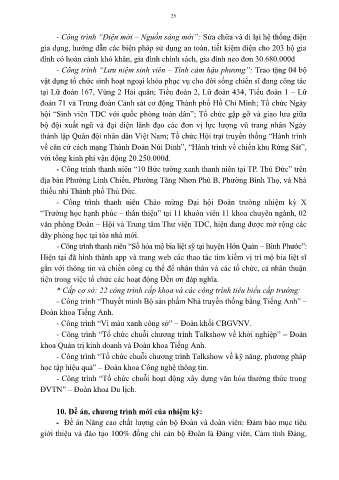 25
- Công trình “Điện mới – Nguồn sáng mới”: Sửa chữa và đi lại hệ thống điện
gia dụng, hướng dẫn các biện pháp sử dụng an toàn, tiết kiệm điện cho 203 hộ gia
đình có hoàn cảnh khó khăn, gia đình chính sách, gia đình neo đơn 30.680.000đ
- Công trình “Lưu niệm sinh viên – Tình cảm hậu phương”: Trao tặng 04 bộ
vật dụng tổ chức sinh hoạt ngoại khóa phục vụ cho đời sống chiến sĩ đang công tác
tại Lữ đoàn 167, Vùng 2 Hải quân; Tiểu đoàn 2, Lữ đoàn 434, Tiểu đoàn 1 – Lữ
đoàn 71 và Trung đoàn Cảnh sát cơ động Thành phố Hồ Chí Minh; Tổ chức Ngày
hội “Sinh viên TDC với quốc phòng toàn dân”; Tổ chức gặp gỡ và giao lưu giữa
bộ đội xuất ngũ và đại diện lãnh đạo các đơn vị lực lượng vũ trang nhân Ngày
thành lập Quân đội nhân dân Việt Nam; Tổ chức Hội trại truyền thống “Hành trình
về căn cứ cách mạng Thành Đoàn Núi Dinh”, “Hành trình về chiến khu Rừng Sát”,
với tổng kinh phí vận động 20.250.000đ.
- Công trình thanh niên “10 Bức tường xanh thanh niên tại TP. Thủ Đức” trên
địa bàn Phường Linh Chiểu, Phường Tăng Nhơn Phú B, Phường Bình Thọ, và Nhà
thiếu nhi Thành phố Thủ Đức.
- Công trình thanh niên Chào mừng Đại hội Đoàn trường nhiệm kỳ X
“Trường học hạnh phúc – thân thiện” tại 11 khuôn viên 11 khoa chuyên ngành, 02
văn phòng Đoàn – Hội và Trung tâm Thư viện TDC, hiện đang được mở rộng các
dãy phòng học tại tòa nhà mới.
- Công trình thanh niên “Số hóa mộ bia liệt sỹ tại huyện Hớn Quản – Bình Phước”:
Hiện tại đã hình thành app và trang web các thao tác tìm kiếm vị trí mộ bia liệt sĩ
gắn với thông tin và chiến công cụ thể để nhân thân và các tổ chức, cá nhân thuận
tiện trong việc tổ chức các hoạt động Đền ơn đáp nghĩa.
* Cấp cơ sở: 22 công trình cấp khoa và các công trình tiêu biểu cấp trường:
- Công trình “Thuyết minh Bộ sản phẩm Nhà truyền thống bằng Tiếng Anh” –
Đoàn khoa Tiếng Anh.
- Công trình “Vì màu xanh công sở” – Đoàn khối CBGVNV.
- Công trình “Tổ chức chuỗi chương trình Talkshow về khởi nghiệp” – Đoàn
khoa Quản trị kinh doanh và Đoàn khoa Tiếng Anh.
- Công trình “Tổ chức chuỗi chương trình Talkshow về kỹ năng, phương pháp
học tập hiệu quả” – Đoàn khoa Công nghệ thông tin.
- Công trình “Tổ chức chuỗi hoạt động xây dựng văn hóa thưởng thức trong
ĐVTN” – Đoàn khoa Du lịch.
10. Đề án, chương trình mới của nhiệm kỳ:
- Đề án Nâng cao chất lượng cán bộ Đoàn và đoàn viên: Đảm bảo mục tiêu
giới thiệu và đào tạo 100% đồng chí cán bộ Đoàn là Đảng viên, Cảm tình Đảng,